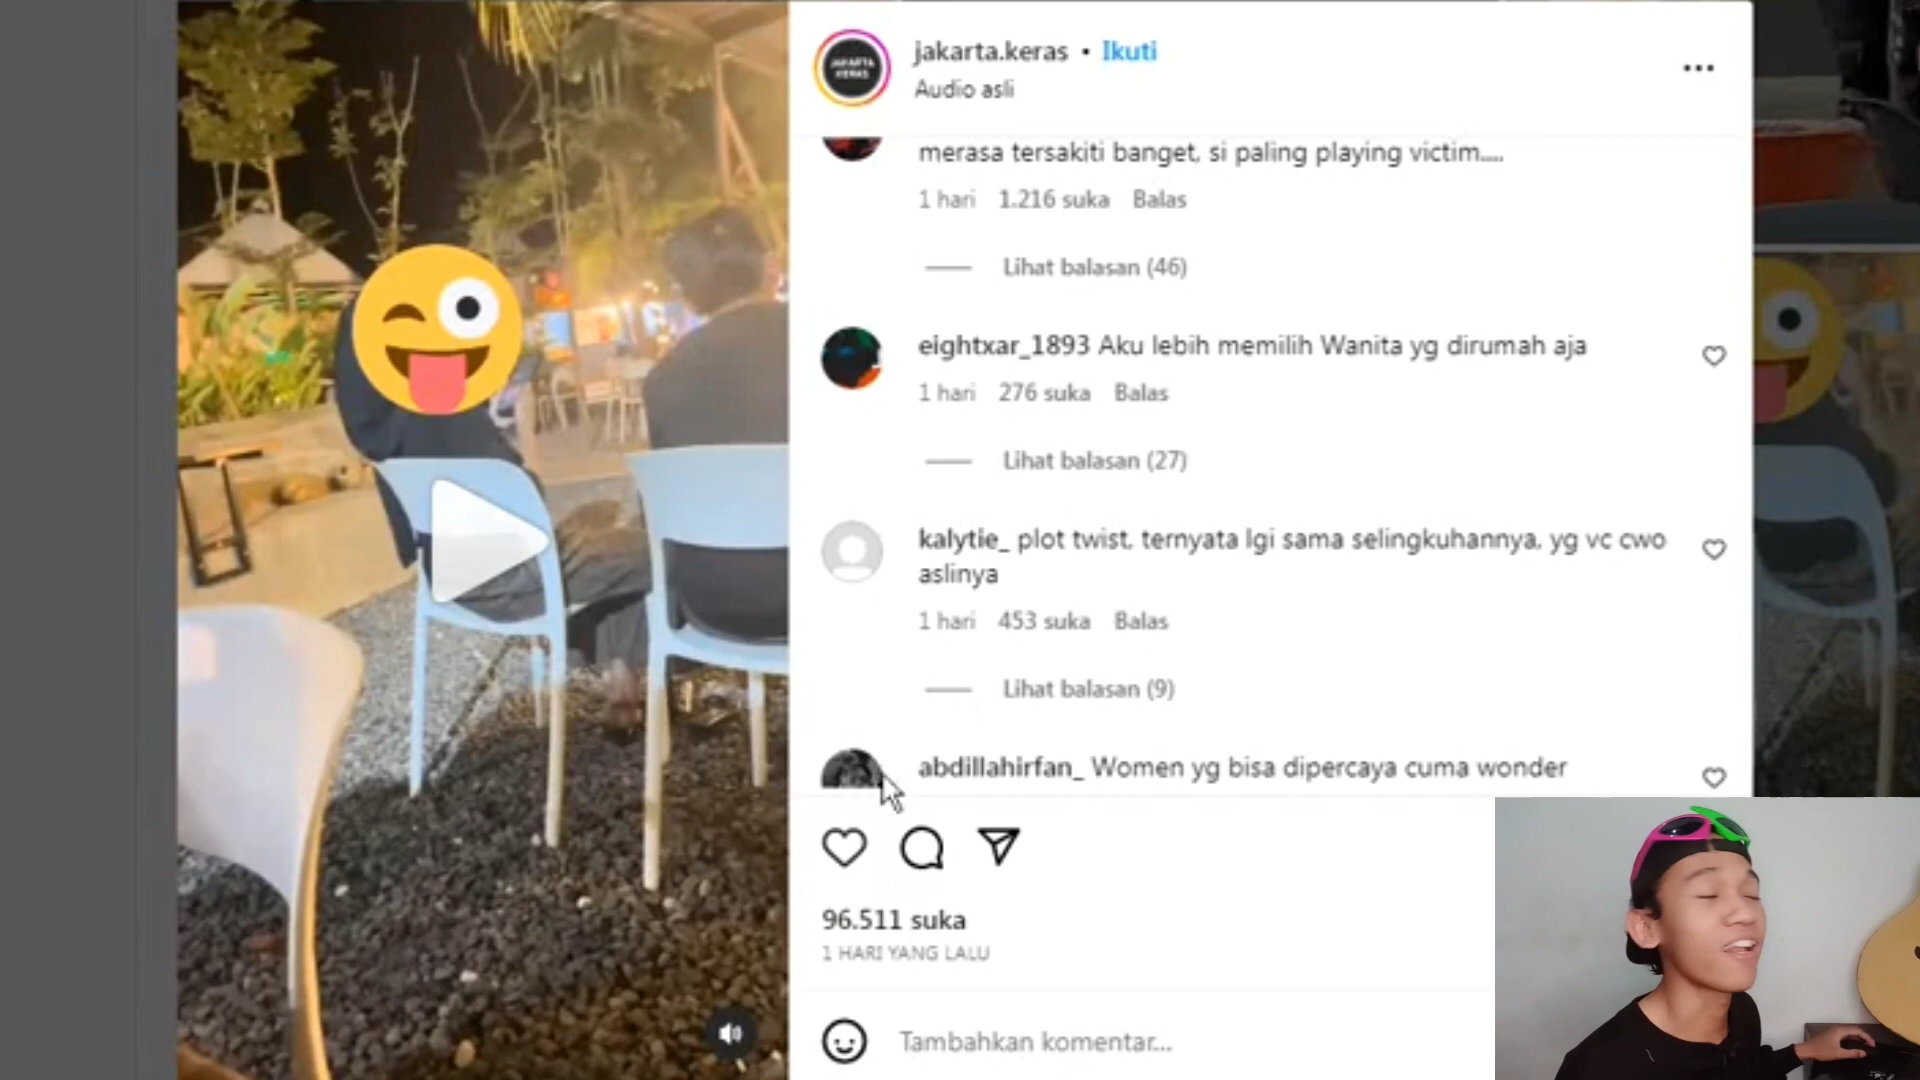 jakarta.keras • Ikuti
Audio asli
JAKARTA
KERAS
merasa tersakiti banget, si paling playing victim....
1 hari 1.216 suka Balas
Lihat balasan (46)
eightxar_1893 Aku lebih memilih Wanita yg dirumah aja
1 hari 276 suka Balas
Lihat balasan (27)
kalytie_ plot twist, ternyata lgi sama selingkuhannya, yg vc cwo
aslinya
1 hari 453 suka Balas
Lihat balasan (9)
abdillahirfan_ Women yg bisa dipercaya cuma wonder
96.511 suka
1 HARI YANG LALU
Tambahkan komentar...